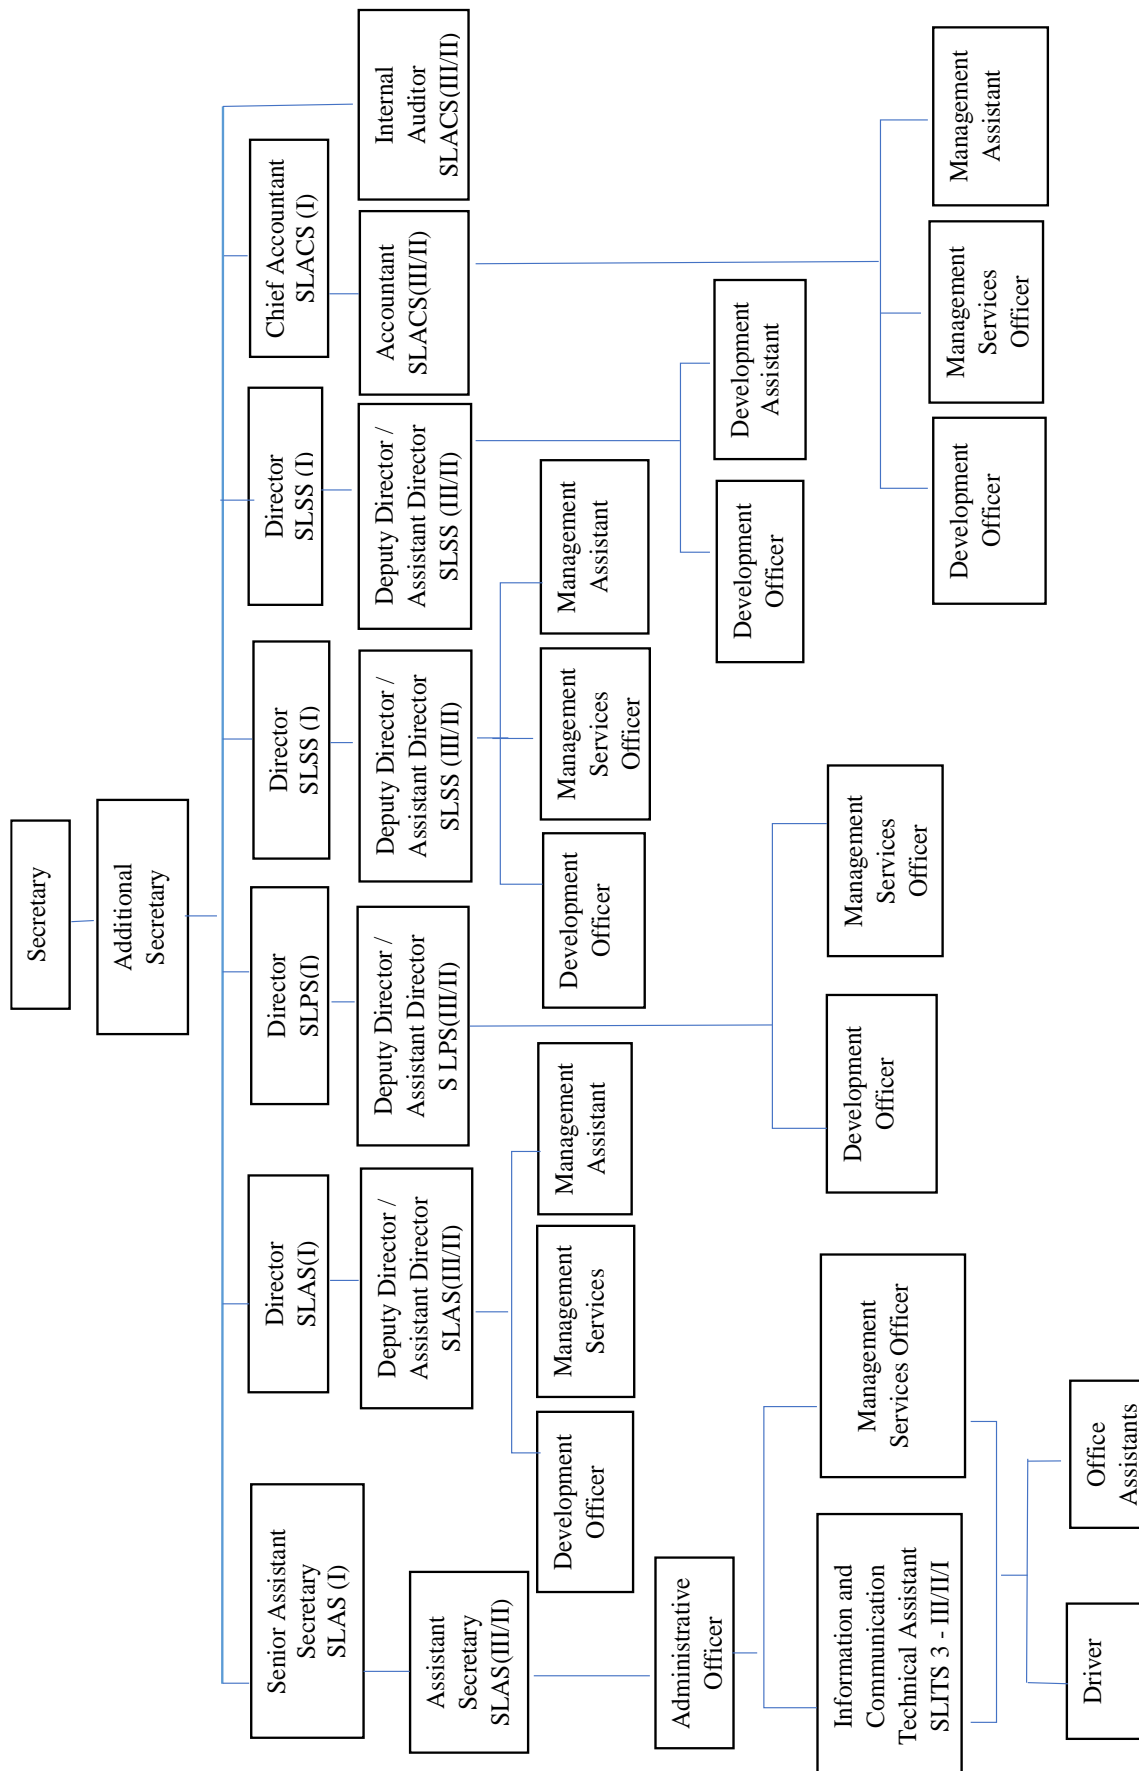 Secretary
Additional
Secretary
Senior Assistant
Secretary
SLAS (I)
Director
SLAS(I)
Director
SLPS(I)
Director
SLSS (I)
Director
SLSS (I)
Chief Accountant
SLACS (I)
Internal
Auditor
SLACS(III/II)
Assistant
Secretary
SLAS(III/II)
Deputy Director /
Assistant Director
SLAS(III/II)
Deputy Director /
Assistant Director
S LPS(III/II)
Deputy Director /
Assistant Director
SLSS (III/II)
Deputy Director /
Assistant Director
SLSS (III/II)
Accountant
SLACS(III/II)
Development
Officer
Management
Services
Management
Assistant
Development
Officer
Management
Services
Officer
Management
Assistant
Administrative
Officer
Development
Officer
Development
Assistant
Information and
Communication
Technical Assistant
SLITS 3 - III/II/I
Management
Services Officer
Development
Officer
Management
Services
Officer
Development
Officer
Management
Services
Officer
Management
Assistant
Driver
Office
Assistants